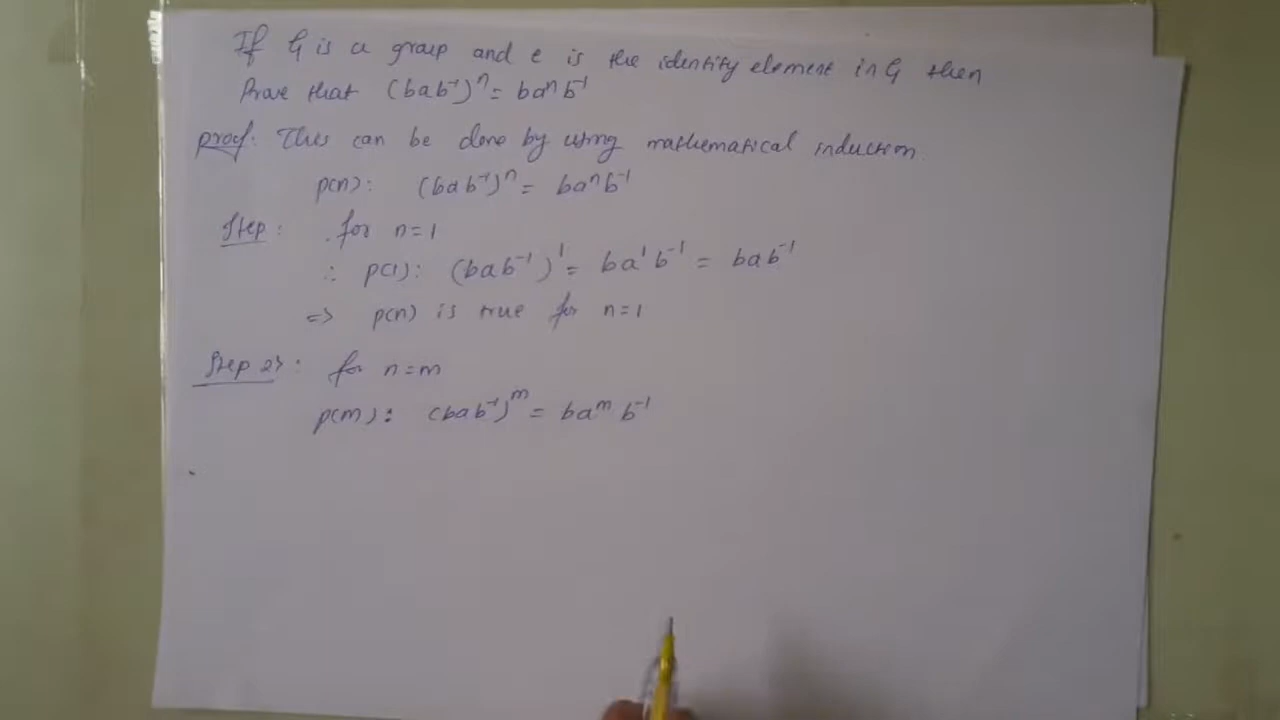 If G is a group and e is the identity element in G then
Prove that (bab⁻¹)ⁿ = baⁿb⁻¹
proof: This can be done by using mathematical induction
p(n): (bab⁻¹)ⁿ = baⁿb⁻¹
Step : for n=1
∴ p(1): (bab⁻¹)¹ = ba¹b⁻¹ = bab⁻¹
=> p(n) is true for n=1
Step 2>: for n=m
p(m): (bab⁻¹)ᵐ = baᵐb⁻¹